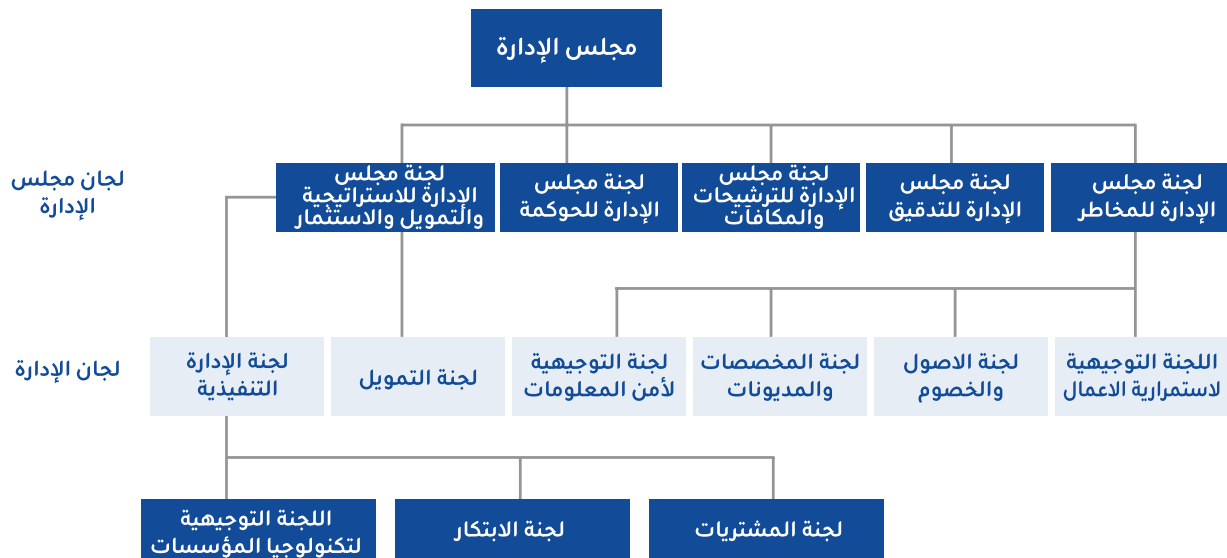 مجلس الإدارة
لجان مجلس
الإدارة
لجنة مجلس
الإدارة للمخاطر
لجنة مجلس
الإدارة للتدقيق
لجنة مجلس
الإدارة للترشيحات
والمكافآت
لجنة مجلس
الإدارة للحوكمة
لجنة مجلس
الإدارة للاستراتيجية
والتمويل والاستثمار
لجان الإدارة
اللجنة التوجيهية
لاستمرارية الاعمال
لجنة الاصول
والخصوم
لجنة المخصصات
والمديونات
لجنة التوجيهية
لأمن المعلومات
لجنة التمويل
لجنة الإدارة
التنفيذية
لجنة المشتريات
لجنة الابتكار
اللجنة التوجيهية
لتكنولوجيا المؤسسات